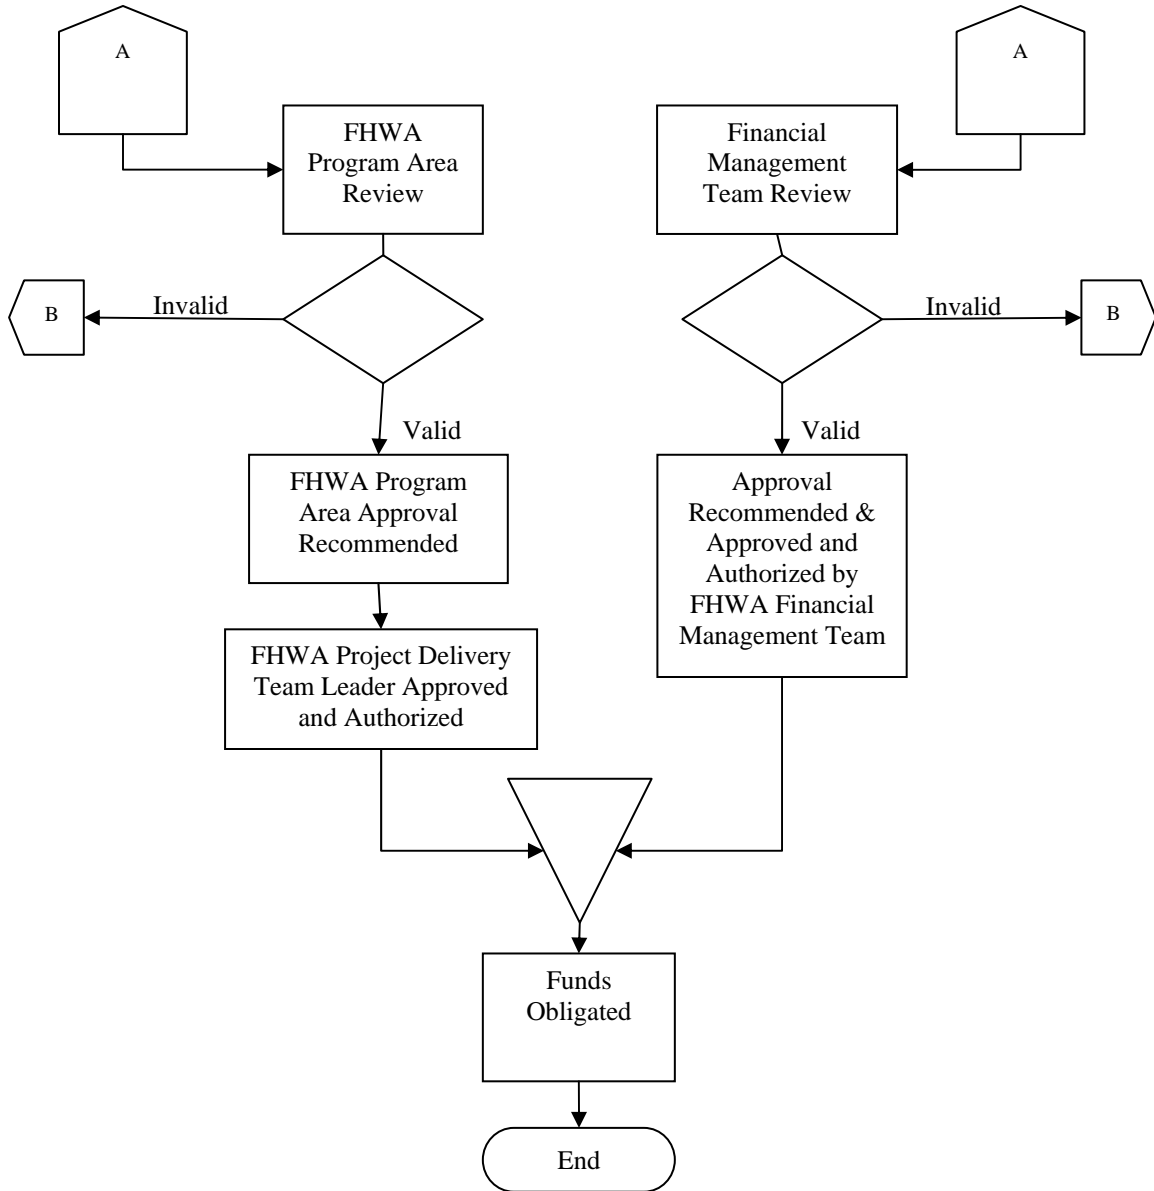 A
A
FHWA
Program Area
Review
Financial
Management
Team Review
B
Invalid
Invalid
B
Valid
Valid
FHWA Program
Area Approval
Recommended
Approval
Recommended &
Approved and
Authorized by
FHWA Financial
Management Team
FHWA Project Delivery
Team Leader Approved
and Authorized
Funds
Obligated
End